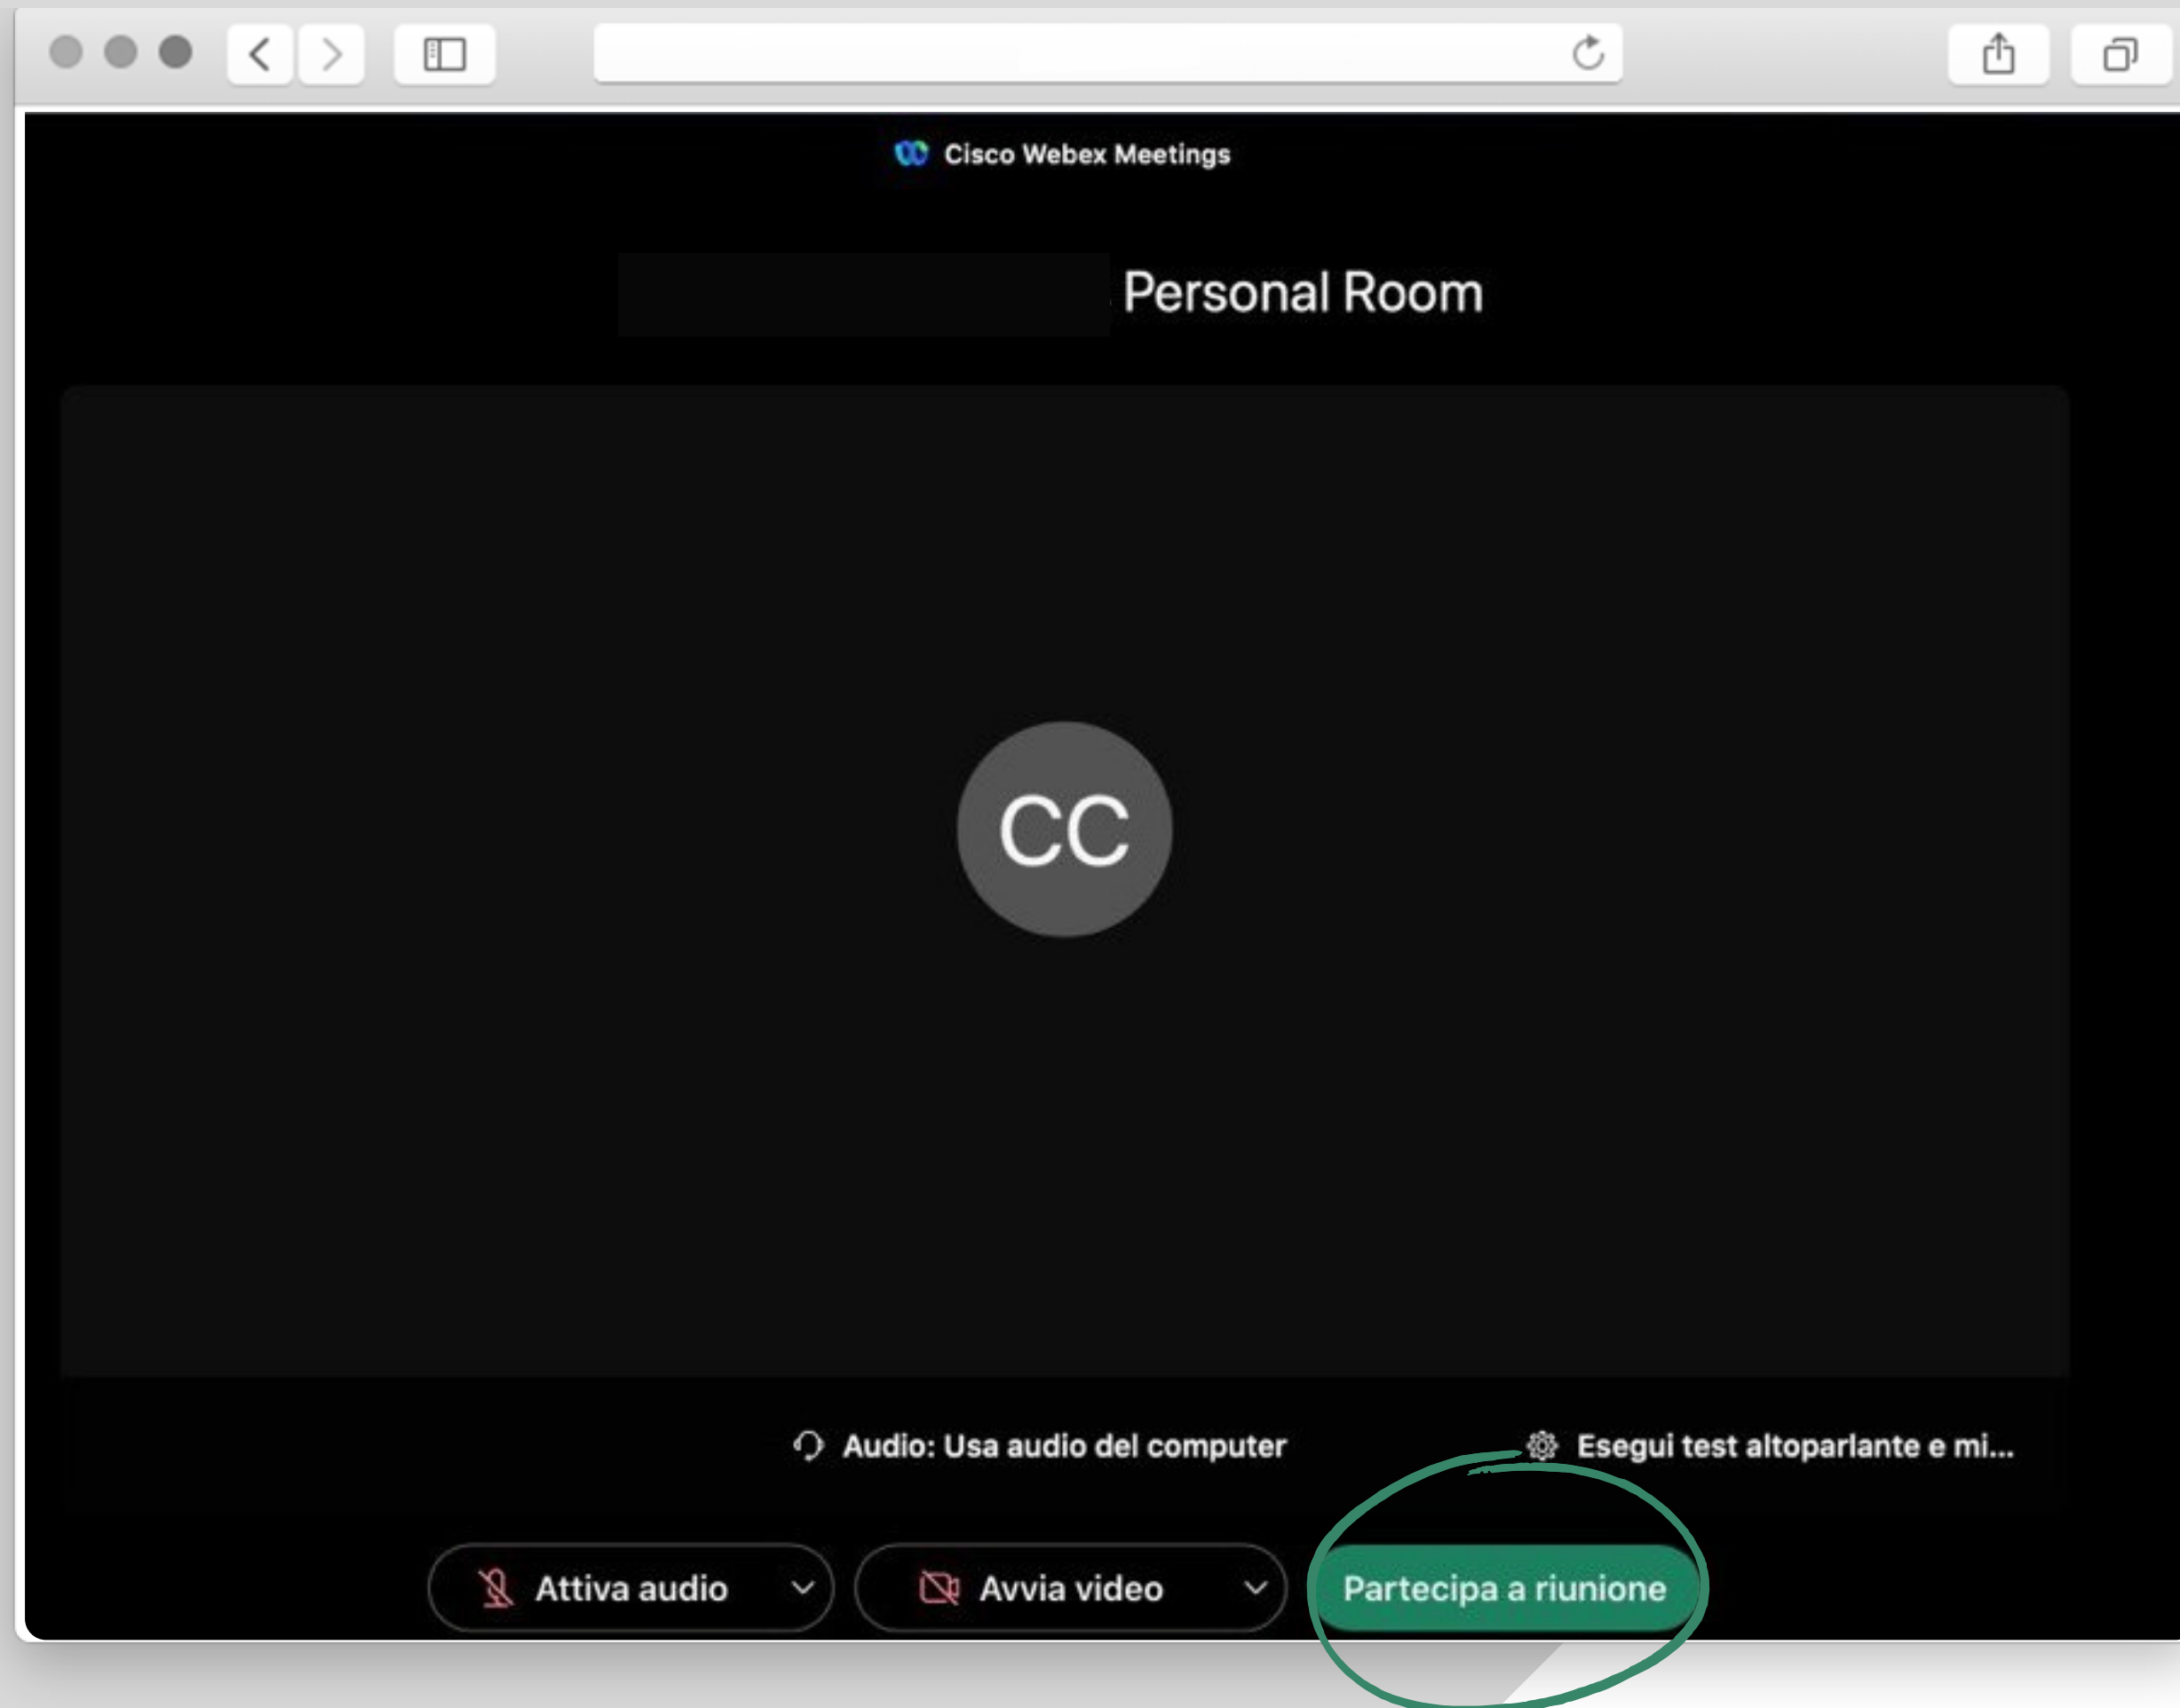 Cisco Webex Meetings
Personal Room
CC
Audio: Usa audio del computer
Esegui test altoparlante e mi...
Attiva audio
Avvia video
Partecipa a riunione